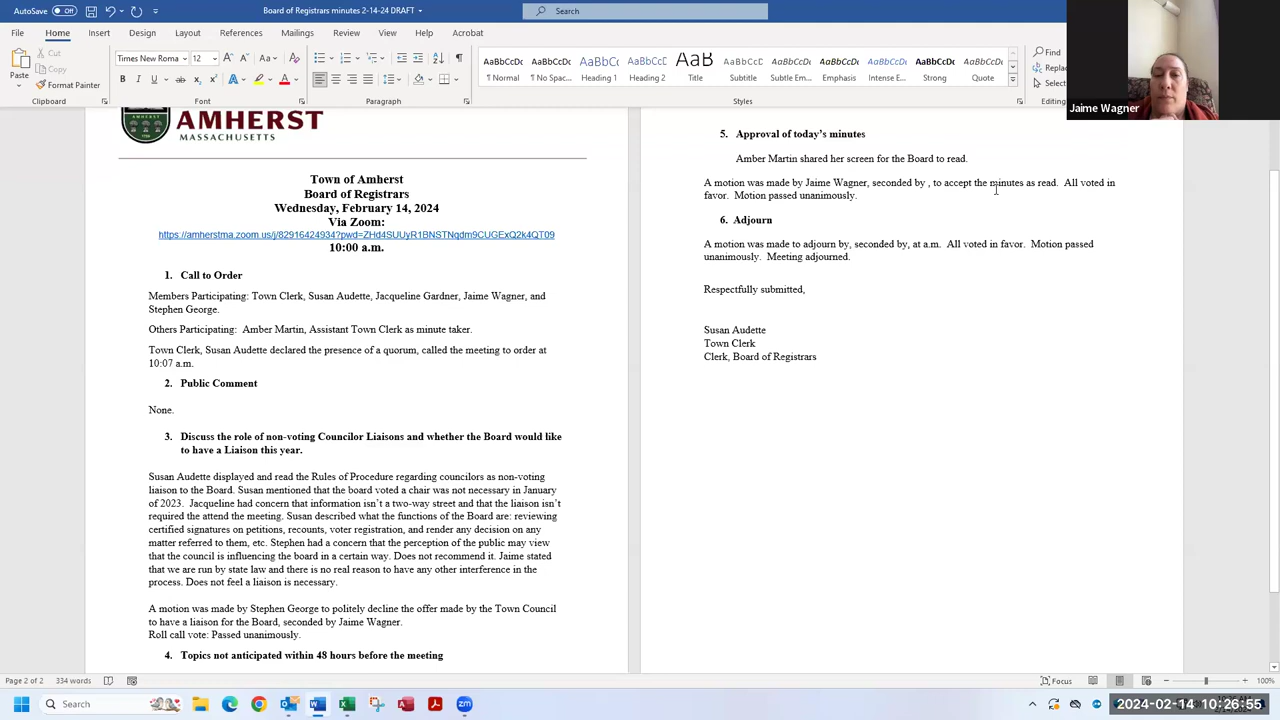 AutoSave
Off
Board of Registrars Meeting Minutes 2-14-24 DRAFT
Search
File
Home
Insert
Design
Layout
References
Mailings
Review
View
Help
Acrobat
Paste
Cut
Copy
Format Painter
Clipboard
Times New Roma
12
Font
Paragraph
AaBbCcDc
¶ Normal
AaBbCcDc
¶ No Spac...
AaBbCc
Heading 1
AaBbCcD
Heading 2
AaB
Title
AaBbCcD
Subtitle
AaBbCcDc
Subtle Em...
AaBbCcDc
Emphasis
AaBbCcDc
Intense E...
AaBbCcDc
Strong
AaBbCcDc
Quote
Styles
Find
Replac
Select
Editing
Jaime Wagner
AMHERST
MASSACHUSETTS
Town of Amherst
Board of Registrars
Wednesday, February 14, 2024
Via Zoom:
https://amherstma.zoom.us/j/82916424934?pwd=ZHd4SUUyR1BNSTNqdm9CUGExQ2k4QT09
10:00 a.m.
1. Call to Order
Members Participating: Town Clerk, Susan Audette, Jacqueline Gardner, Jaime Wagner, and
Stephen George.
Others Participating: Amber Martin, Assistant Town Clerk as minute taker.
Town Clerk, Susan Audette declared the presence of a quorum, called the meeting to order at
10:07 a.m.
2. Public Comment
None.
3. Discuss the role of non-voting Councilor Liaisons and whether the Board would like
to have a Liaison this year.
Susan Audette displayed and read the Rules of Procedure regarding councilors as non-voting
liaison to the Board. Susan mentioned that the board voted a chair was not necessary in January
of 2023. Jacqueline had concern that information isn't a two-way street and that the liaison isn't
required the attend the meeting. Susan described what the functions of the Board are: reviewing
certified signatures on petitions, recounts, voter registration, and render any decision on any
matter referred to them, etc. Stephen had a concern that the perception of the public may view
that the council is influencing the board in a certain way. Does not recommend it. Jaime stated
that we are run by state law and there is no real reason to have any other interference in the
process. Does not feel a liaison is necessary.
A motion was made by Stephen George to politely decline the offer made by the Town Council
to have a liaison for the Board, seconded by Jaime Wagner.
Roll call vote: Passed unanimously.
4. Topics not anticipated within 48 hours before the meeting
5. Approval of today's minutes
Amber Martin shared her screen for the Board to read.
A motion was made by Jaime Wagner, seconded by , to accept the minutes as read. All voted in
favor. Motion passed unanimously.
6. Adjourn
A motion was made to adjourn by, seconded by, at a.m. All voted in favor. Motion passed
unanimously. Meeting adjourned.
Respectfully submitted,
Susan Audette
Town Clerk
Clerk, Board of Registrars
Page 2 of 2
334 words
Focus
100%
Search
2024-02-14 10:26:55